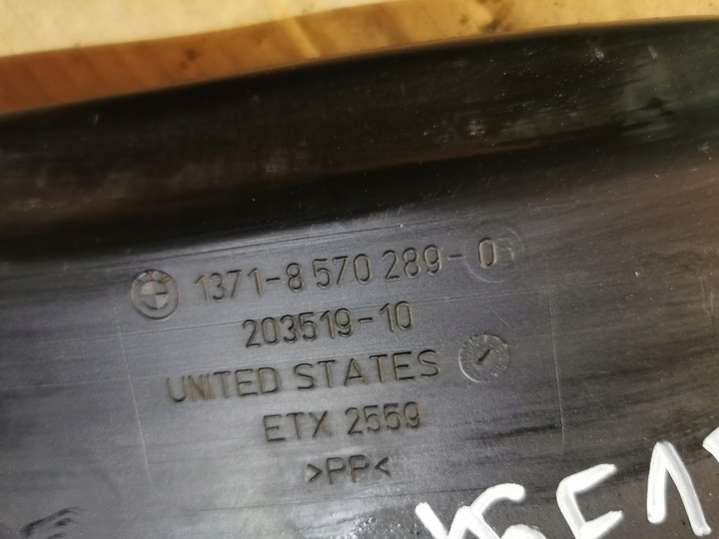 1371-8 570 289-0
203519-10
UNITED STATES
ETX 2559
>PP<